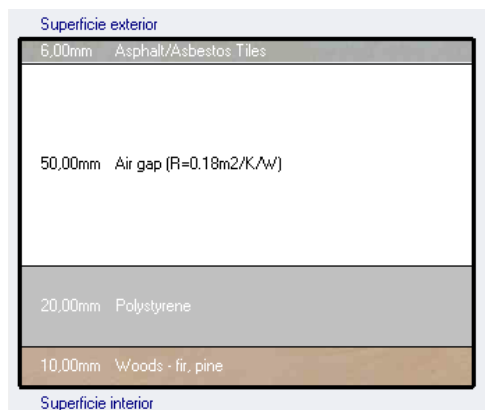 Superficie exterior
6,00mm Asphalt/Asbestos Tiles
50,00mm Air gap (R=0.18m2/K/W)
20,00mm Polystyrene
10,00mm Woods - fir, pine
Superficie interior